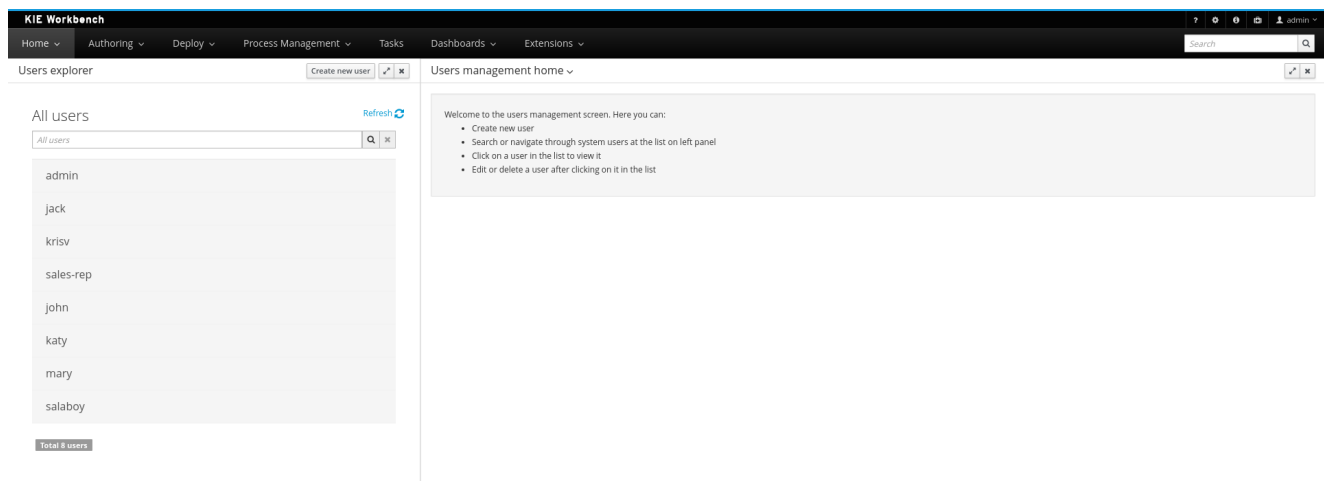 KIE Workbench
? admin
Home Authoring Deploy Process Management Tasks Dashboards Extensions Search
Users explorer Create new user
Users management home
All users Refresh
All users
admin
jack
krisv
sales-rep
john
katy
mary
salaboy
Total 8 users
Welcome to the users management screen. Here you can:
• Create new user
• Search or navigate through system users at the list on left panel
• Click on a user in the list to view it
• Edit or delete a user after clicking on it in the list